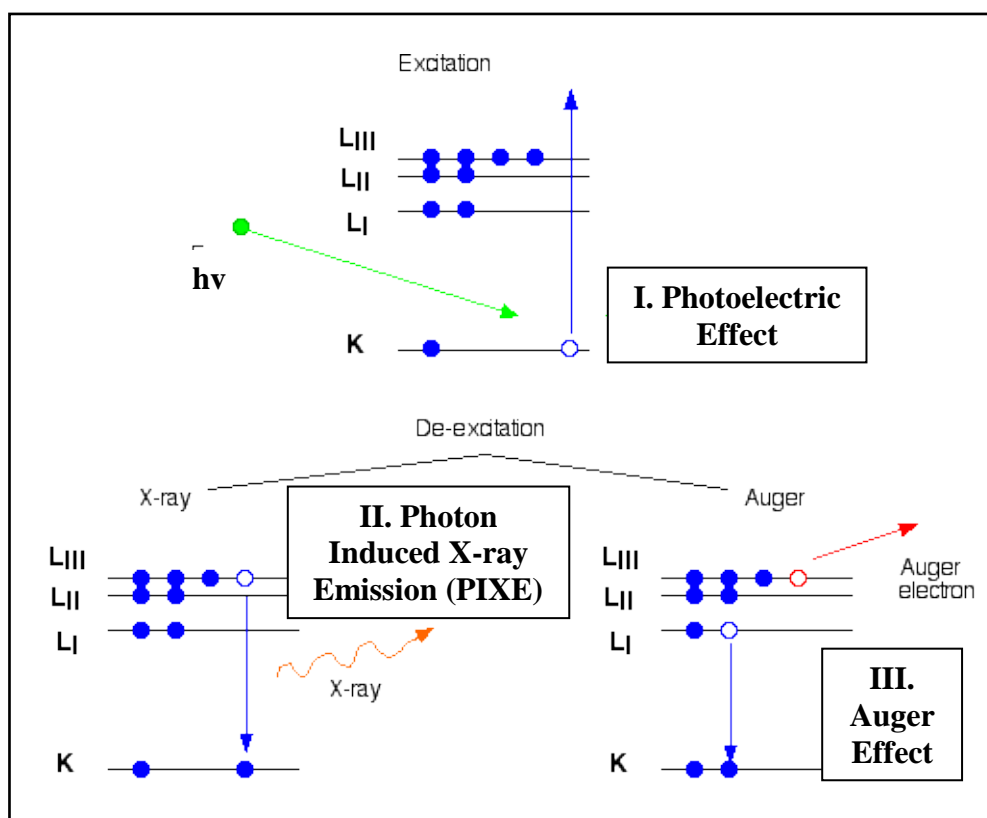 Excitation
LIII
LII
LI
hv
I. Photoelectric
Effect
K
De-excitation
X-ray
Auger
II. Photon
Induced X-ray
Emission (PIXE)
LIII
LII
LI
X-ray
K
LIII
LII
LI
Auger
electron
III.
Auger
Effect
K